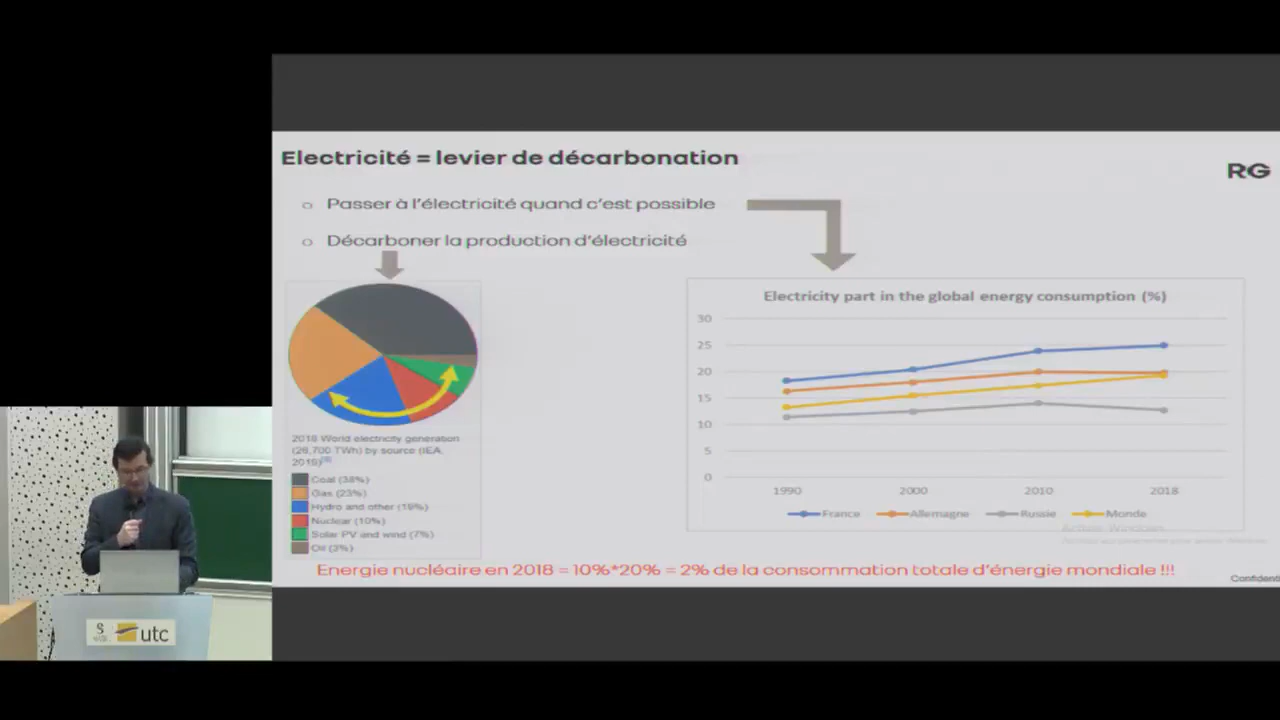 Electricité = levier de décarbonation
RG
Passer à l'électricité quand c'est possible
Décarboner la production d'électricité
Electricity part in the global energy consumption (%)
30
25
20
15
10
5
0
1990 2000 2010 2018
France Allemagne Russie Monde
2018 World electricity generation
(26,700 TWh) by source (IEA,
2019)
Coal (38%)
Gas (23%)
Hydro and other (19%)
Nuclear (10%)
Solar PV and wind (7%)
Oil (3%)
Activer Windows
Energie nucléaire en 2018 = 10%*20% = 2% de la consommation totale d'énergie mondiale !!!
Confidenti
utc